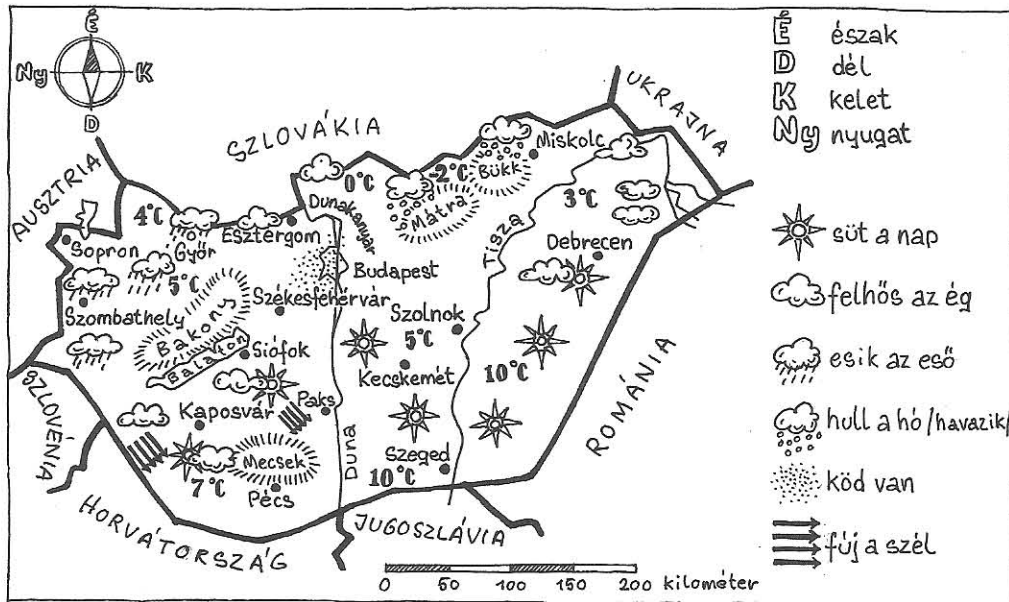 É
Ny
K
D
É észak
D dél
K kelet
Ny nyugat
süt a nap
felhős az ég
esik az eső
hull a hó /havazik/
köd van
fúj a szél
UKRAJNA
SZLOVÁKIA
AUSZTRIA
Miskolc
Bükk
-2°C
0°C
Mátra
3°C
4°C
Dunakanyar
Esztergom
Sopron
Győr
Tisza
Debrecen
5°C
Budapest
Székesfehérvár
Szombathely
Bakony
Szolnok
5°C
Siófok
Balaton
Kecskemét
10°C
Paks
Kaposvár
SZLOVÉNIA
ROMÁNIA
Mecsek
Duna
Szeged
10°C
7°C
Pécs
HORVÁTORSZÁG
JUGOSZLÁVIA
0 50 100 150 200 kilométer